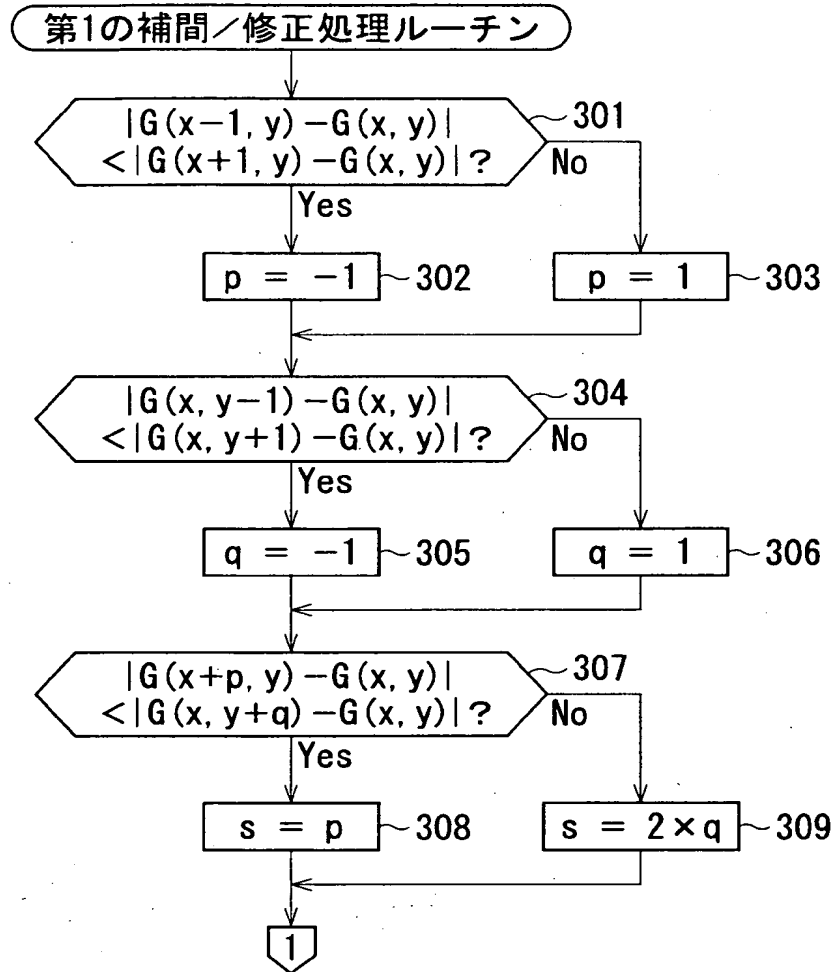 第1の補間/修正処理ルーチン
|G(x−1, y)−G(x, y)|
<|G(x+1, y)−G(x, y)|?
301
No
Yes
p = −1
302
p = 1
303
|G(x, y−1)−G(x, y)|
<|G(x, y+1)−G(x, y)|?
304
No
Yes
q = −1
305
q = 1
306
|G(x+p, y)−G(x, y)|
<|G(x, y+q)−G(x, y)|?
307
No
Yes
s = p
308
s = 2×q
309
1